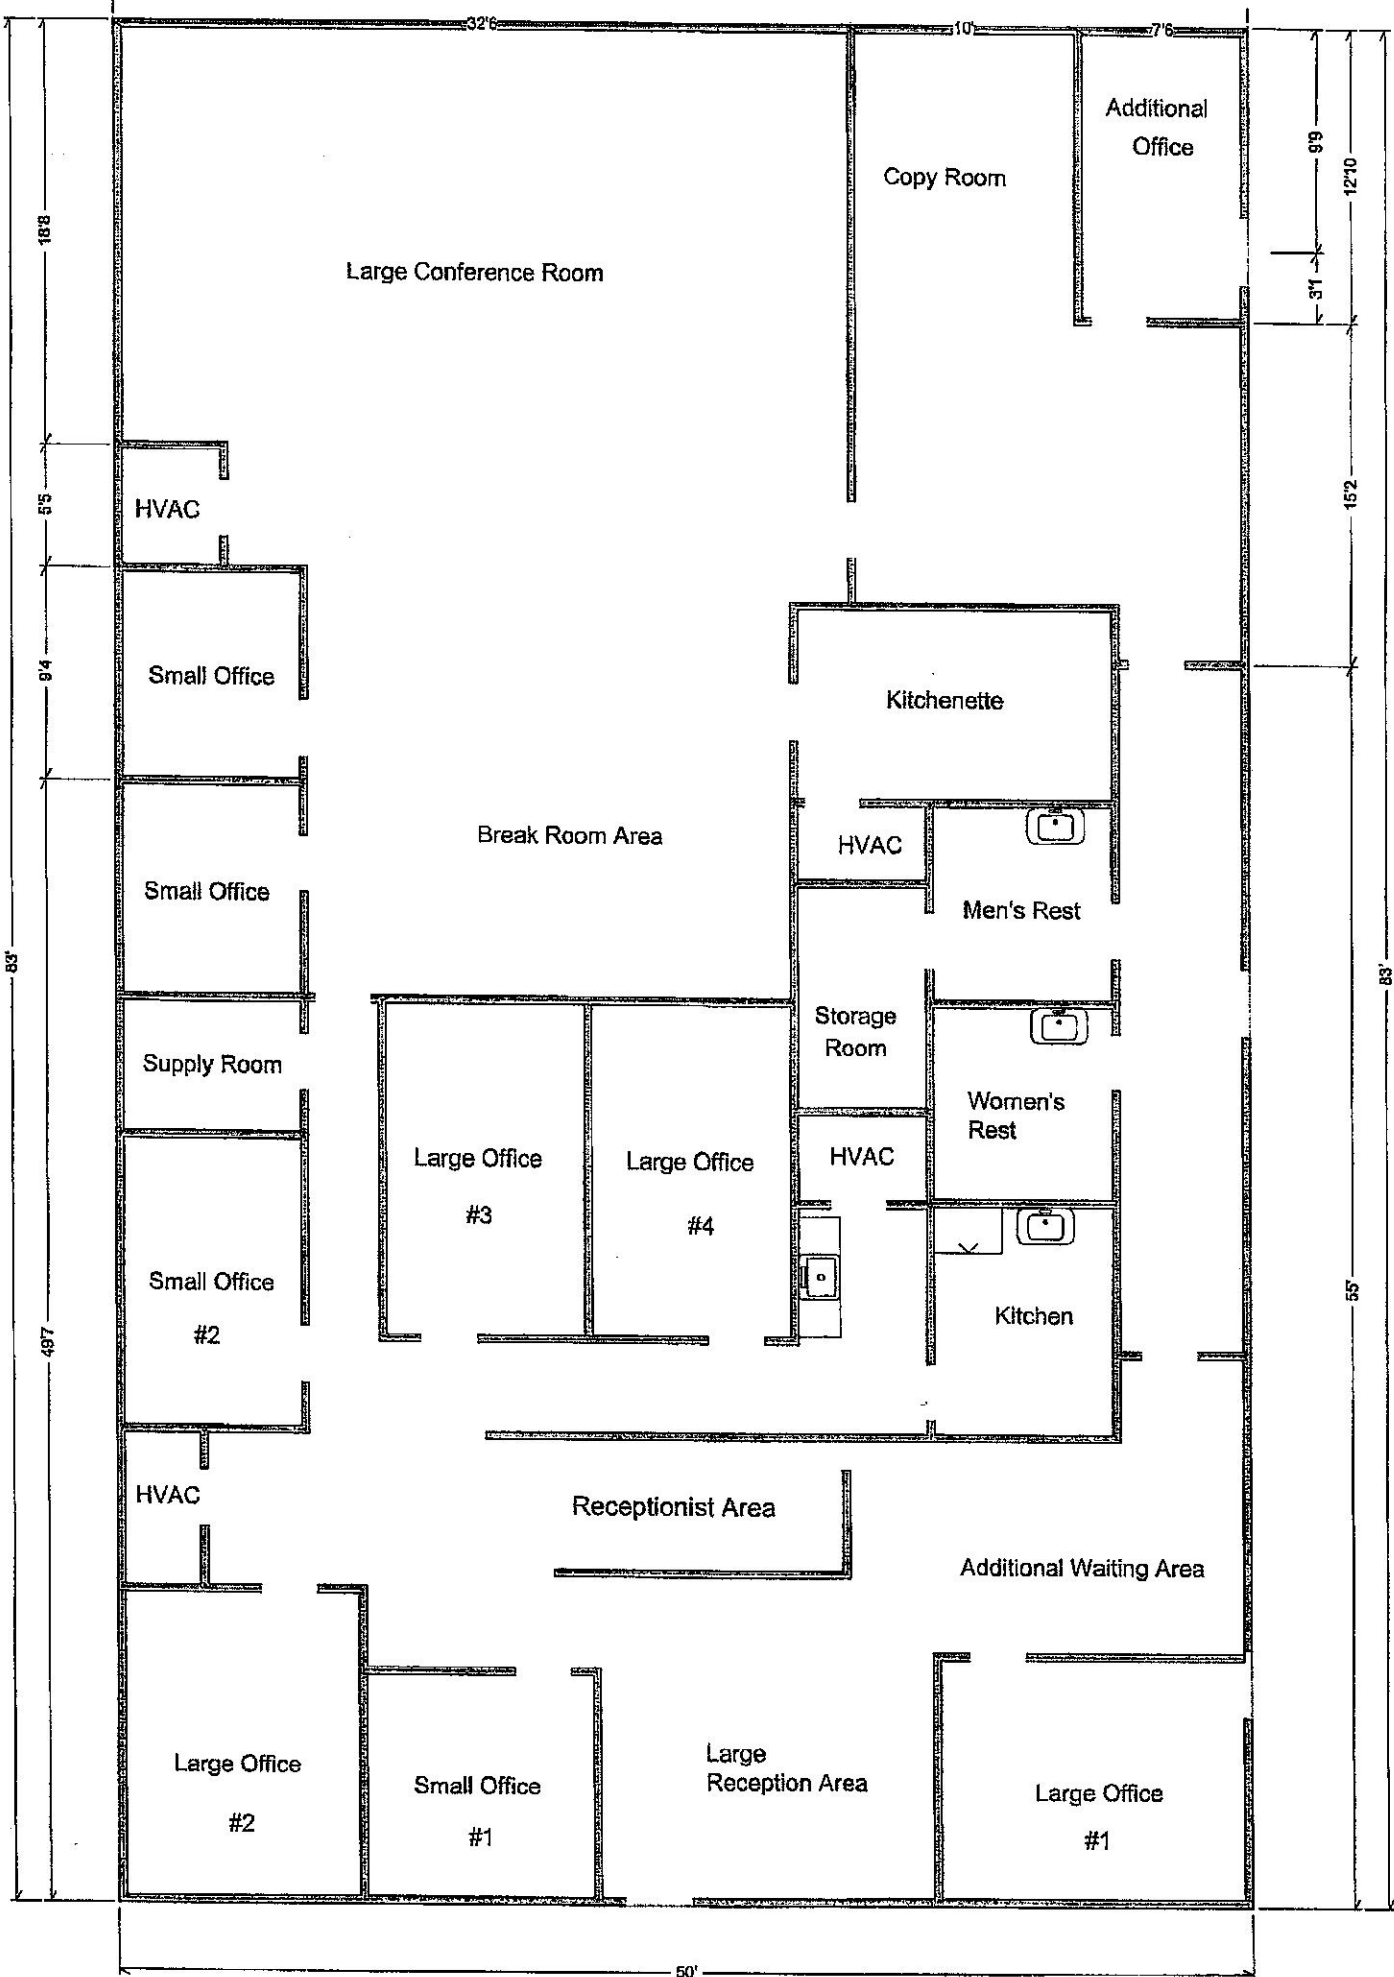 32'6
10'
7'6
Additional
Office
9'9
12'10
Copy Room
18'8
Large Conference Room
3'1
HVAC
5'5
15'2
Small Office
9'4
Kitchenette
Break Room Area
HVAC
Small Office
Men's Rest
83'
83'
Storage
Room
Supply Room
Women's
Rest
Large Office
#3
Large Office
#4
HVAC
Small Office
#2
Kitchen
55'
49'7
HVAC
Receptionist Area
Additional Waiting Area
Large Office
#2
Small Office
#1
Large
Reception Area
Large Office
#1
50'